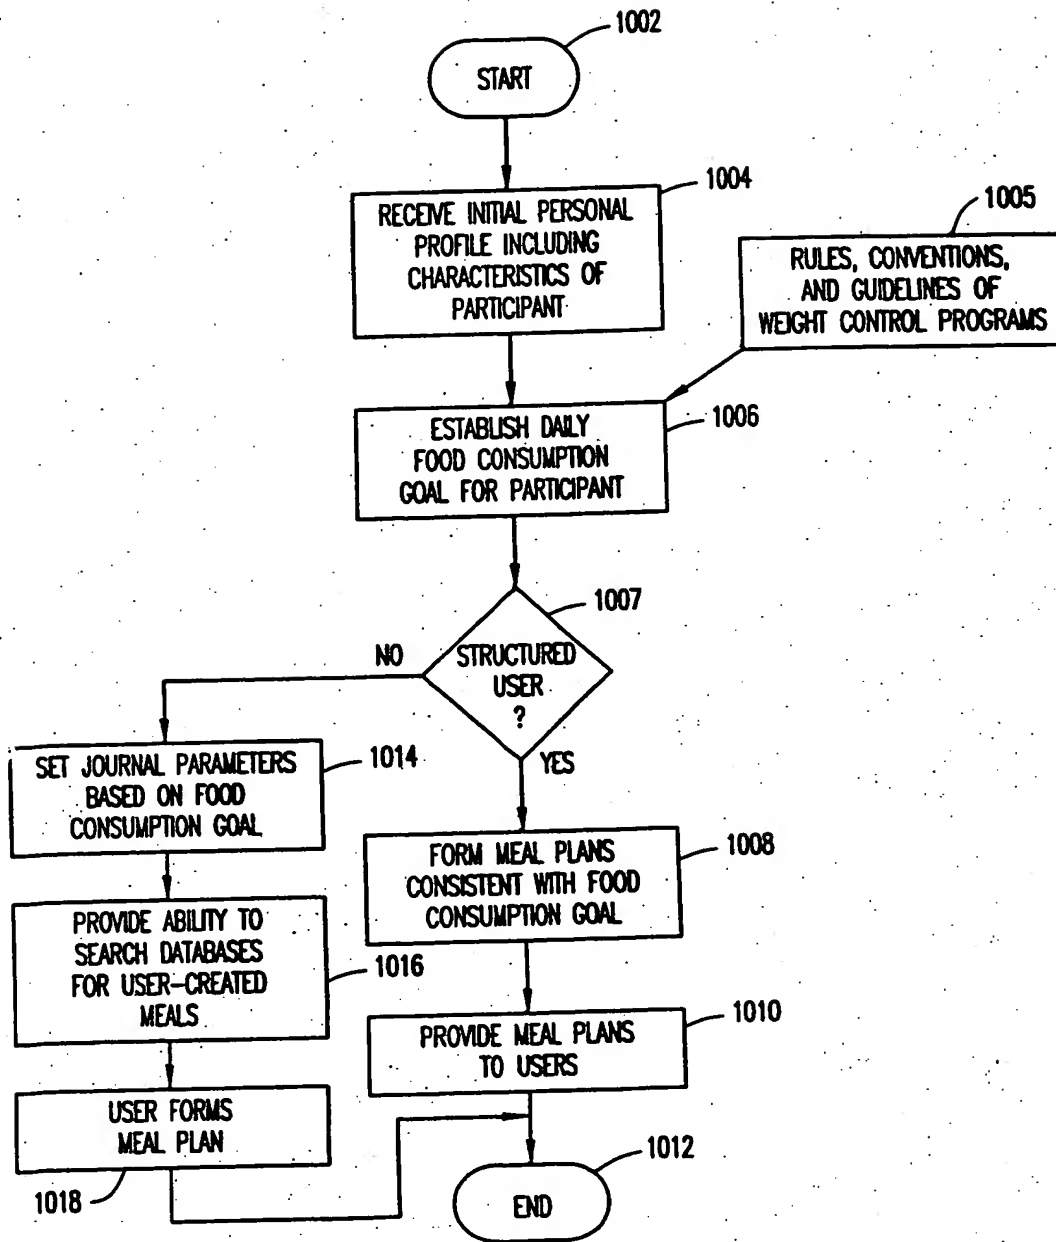 1002
START
1004
RECEIVE INITIAL PERSONAL
PROFILE INCLUDING
CHARACTERISTICS OF
PARTICIPANT
1005
RULES, CONVENTIONS,
AND GUIDELINES OF
WEIGHT CONTROL PROGRAMS
1006
ESTABLISH DAILY
FOOD CONSUMPTION
GOAL FOR PARTICIPANT
1007
STRUCTURED
USER
?
NO
YES
SET JOURNAL PARAMETERS
BASED ON FOOD
CONSUMPTION GOAL
1014
FORM MEAL PLANS
CONSISTENT WITH FOOD
CONSUMPTION GOAL
1008
PROVIDE ABILITY TO
SEARCH DATABASES
FOR USER-CREATED
MEALS
1016
PROVIDE MEAL PLANS
TO USERS
1010
USER FORMS
MEAL PLAN
1018
1012
END